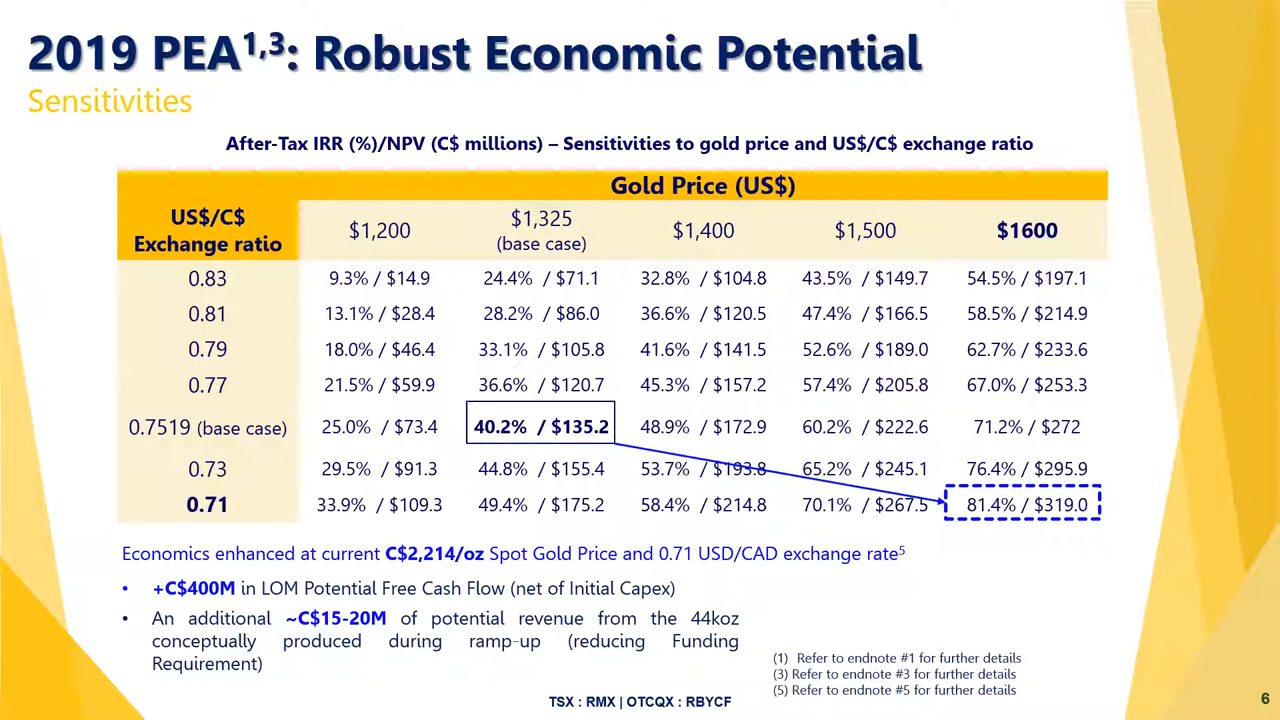 2019 PEA1,3: Robust Economic Potential
Sensitivities
After-Tax IRR (%)/NPV (C$ millions) – Sensitivities to gold price and US$/C$ exchange ratio
Gold Price (US$)
US$/C$ Exchange ratio $1,200 $1,325 (base case) $1,400 $1,500 $1600
0.83 9.3% / $14.9 24.4% / $71.1 32.8% / $104.8 43.5% / $149.7 54.5% / $197.1
0.81 13.1% / $28.4 28.2% / $86.0 36.6% / $120.5 47.4% / $166.5 58.5% / $214.9
0.79 18.0% / $46.4 33.1% / $105.8 41.6% / $141.5 52.6% / $189.0 62.7% / $233.6
0.77 21.5% / $59.9 36.6% / $120.7 45.3% / $157.2 57.4% / $205.8 67.0% / $253.3
0.7519 (base case) 25.0% / $73.4 40.2% / $135.2 48.9% / $172.9 60.2% / $222.6 71.2% / $272
0.73 29.5% / $91.3 44.8% / $155.4 53.7% / $193.8 65.2% / $245.1 76.4% / $295.9
0.71 33.9% / $109.3 49.4% / $175.2 58.4% / $214.8 70.1% / $267.5 81.4% / $319.0
Economics enhanced at current C$2,214/oz Spot Gold Price and 0.71 USD/CAD exchange rate5
• +C$400M in LOM Potential Free Cash Flow (net of Initial Capex)
• An additional ~C$15-20M of potential revenue from the 44koz
conceptually produced during ramp-up (reducing Funding
Requirement)
(1) Refer to endnote #1 for further details
(3) Refer to endnote #3 for further details
(5) Refer to endnote #5 for further details
TSX : RMX | OTCQX : RBYCF
6